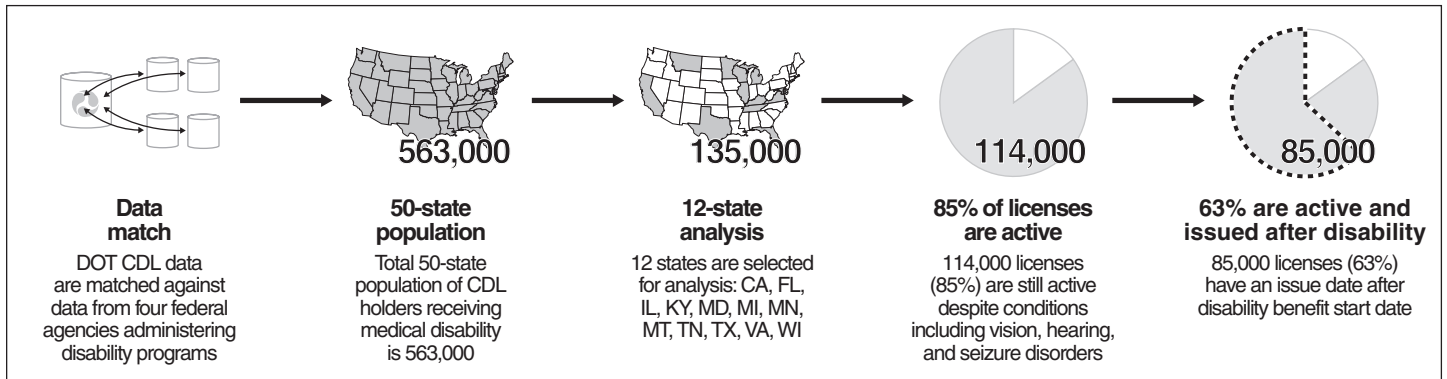 563,000
135,000
114,000
85,000
Data
match
DOT CDL data
are matched against
data from four federal
agencies administering
disability programs
50-state
population
Total 50-state
population of CDL
holders receiving
medical disability
is 563,000
12-state
analysis
12 states are selected
for analysis: CA, FL,
IL, KY, MD, MI, MN,
MT, TN, TX, VA, WI
85% of licenses
are active
114,000 licenses
(85%) are still active
despite conditions
including vision, hearing,
and seizure disorders
63% are active and
issued after disability
85,000 licenses (63%)
have an issue date after
disability benefit start date